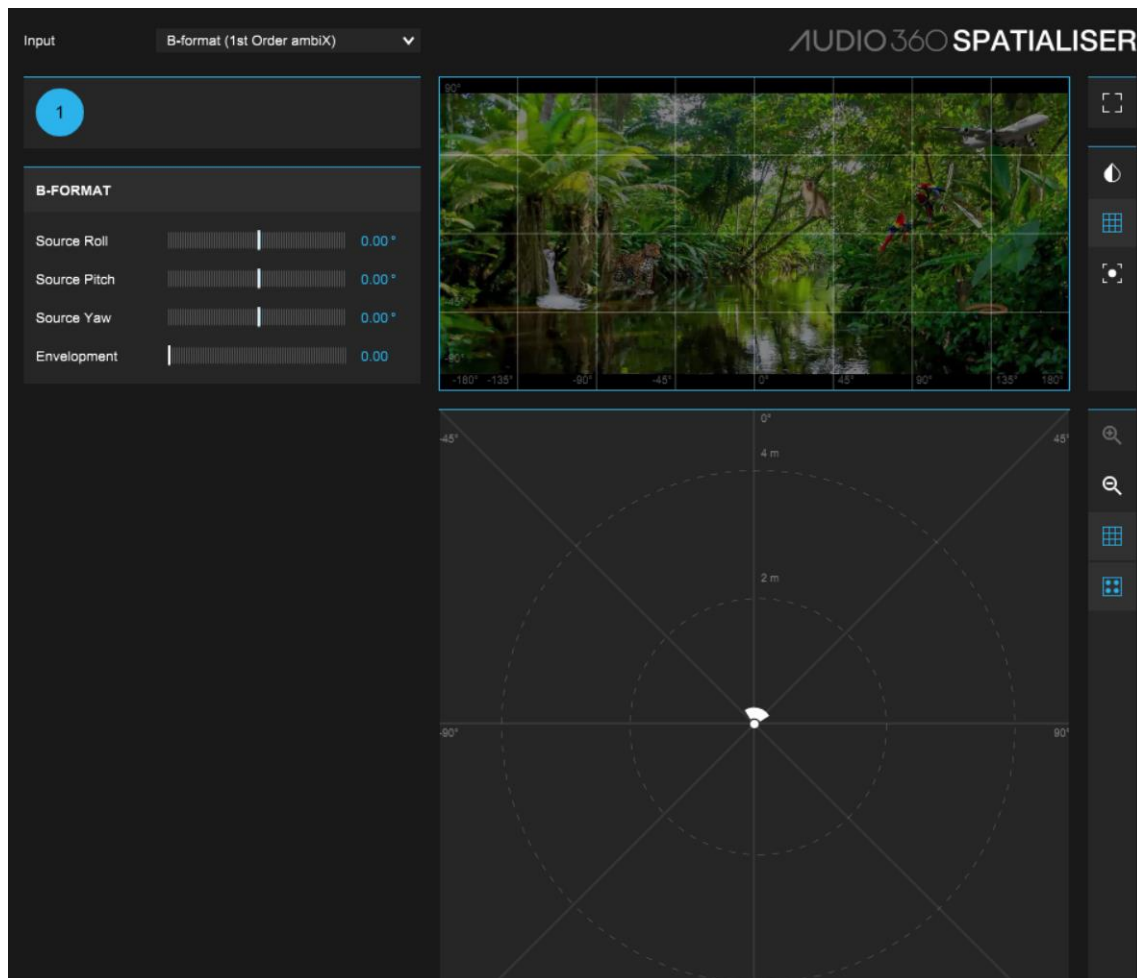 Input
B-format (1st Order ambiX)
AUDIO360 SPATIALISER
1
B-FORMAT
Source Roll 0.00°
Source Pitch 0.00°
Source Yaw 0.00°
Envelopment 0.00
90°
-90°
-180° -135° -90° -45° 0° 45° 90° 135° 180°
0°
-45° 45°
4 m
2 m
-90° 90°